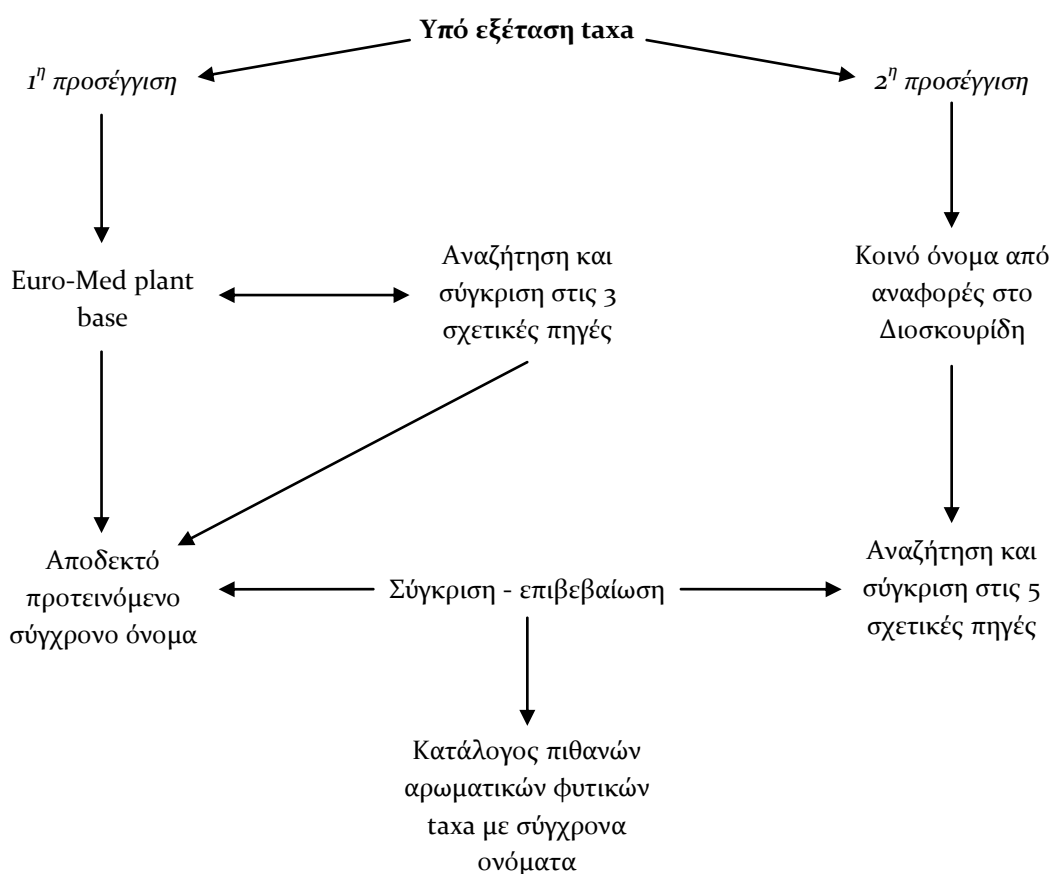 Υπό εξέταση taxa
1η προσέγγιση
2η προσέγγιση
Euro-Med plant
base
Αναζήτηση και
σύγκριση στις 3
σχετικές πηγές
Κοινό όνομα από
αναφορές στο
Διοσκουρίδη
Αποδεκτό
προτεινόμενο
σύγχρονο όνομα
Σύγκριση - επιβεβαίωση
Αναζήτηση και
σύγκριση στις 5
σχετικές πηγές
Κατάλογος πιθανών
αρωματικών φυτικών
taxa με σύγχρονα
ονόματα